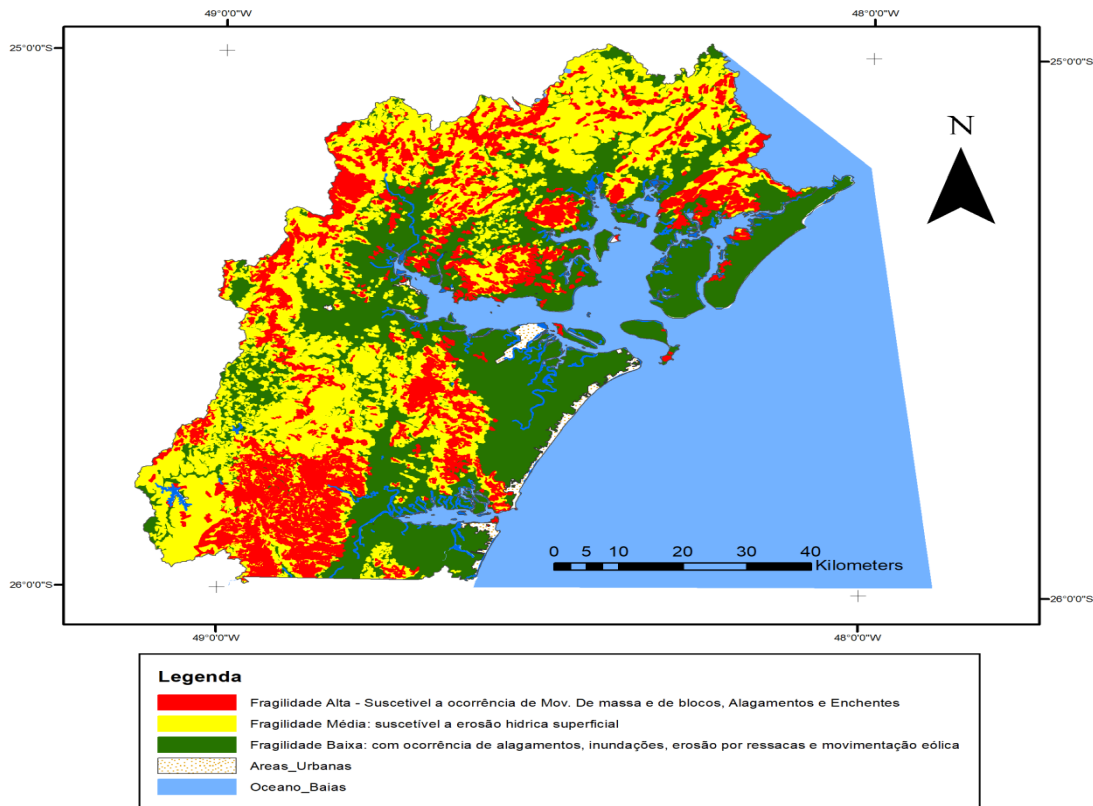 49°0'0"W
48°0'0"W
25°0'0"S
25°0'0"S
N
0 5 10 20 30 40
Kilometers
26°0'0"S
26°0'0"S
49°0'0"W
48°0'0"W
Legenda
Fragilidade Alta - Suscetivel a ocorrência de Mov. De massa e de blocos, Alagamentos e Enchentes
Fragilidade Média: suscetível a erosão hidrica superficial
Fragilidade Baixa: com ocorrência de alagamentos, inundações, erosão por ressacas e movimentação eólica
Areas_Urbanas
Oceano_Baias